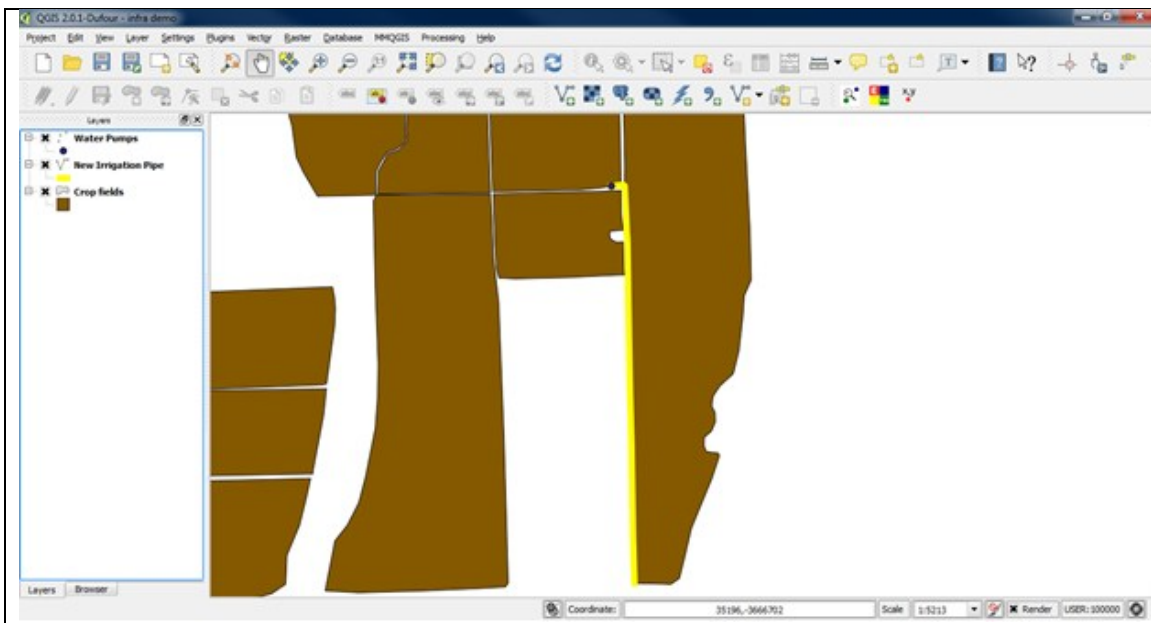 QGIS 2.0.1-Dufour - infra demo
Project Edit View Layer Settings Plugins Vector Raster Database MMQGIS Processing Help
Layers
Water Pumps
New Irrigation Pipe
Crop fields
Layers Browser
Coordinate: 35196,-3666702 Scale 1:5213 Render USER:100000